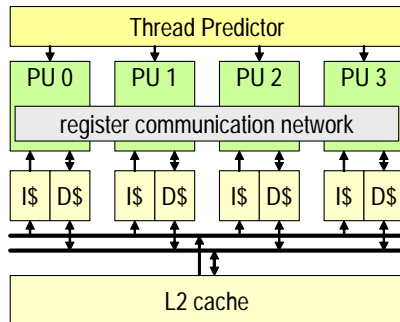 Thread Predictor
PU 0 PU 1 PU 2 PU 3
register communication network
I$ D$ I$ D$ I$ D$ I$ D$
L2 cache